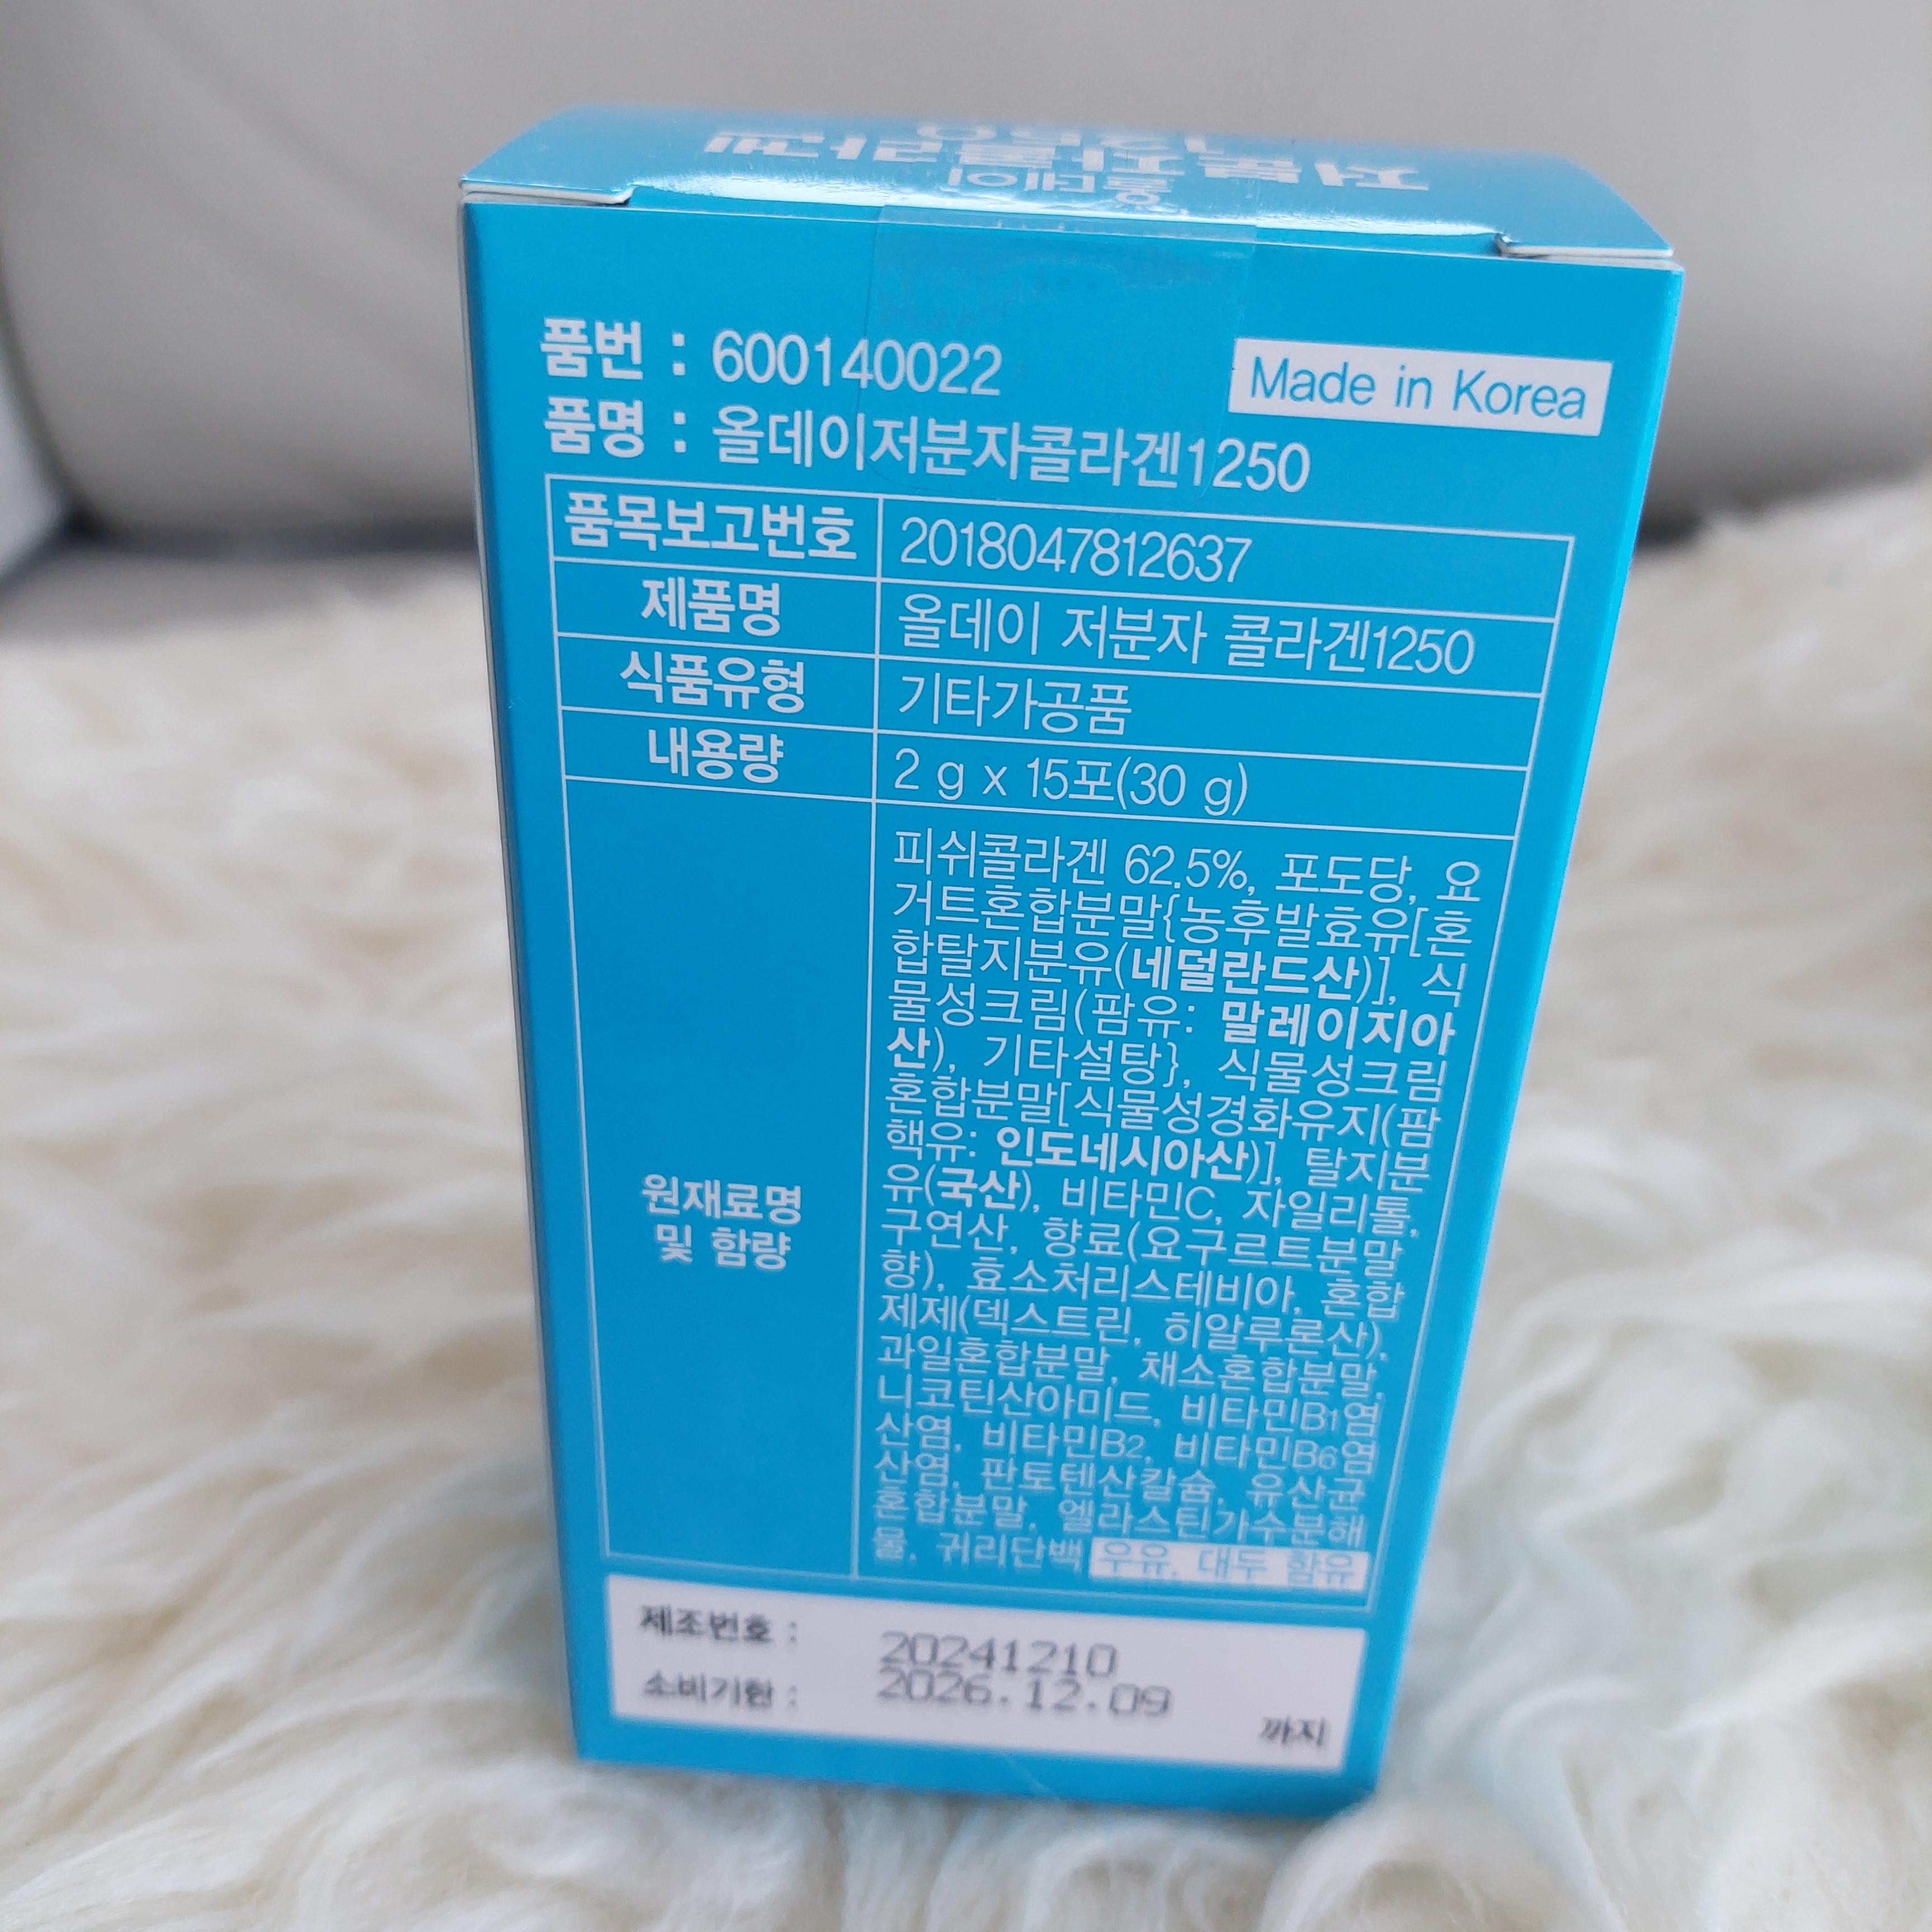 올데이
저분자콜라겐
1250
품번 : 600140022
Made in Korea
품명 : 올데이저분자콜라겐1250
품목보고번호 2018047812637
제품명 올데이 저분자 콜라겐1250
식품유형 기타가공품
내용량 2 g x 15포(30 g)
원재료명
및 함량
피쉬콜라겐 62.5%, 포도당, 요
거트혼합분말{농후발효유[혼
합탈지분유(네덜란드산)], 식
물성크림(팜유: 말레이지아
산), 기타설탕}, 식물성크림
혼합분말[식물성경화유지(팜
핵유: 인도네시아산)], 탈지분
유(국산), 비타민C, 자일리톨,
구연산, 향료(요구르트분말
향), 효소처리스테비아, 혼합
제제(덱스트린, 히알루론산),
과일혼합분말, 채소혼합분말,
니코틴산아미드, 비타민B1염
산염, 비타민B2, 비타민B6염
산염, 판토텐산칼슘, 유산균
혼합분말, 엘라스틴가수분해
물, 귀리단백 우유, 대두 함유
제조번호 : 20241210
소비기한 : 2026.12.09 까지